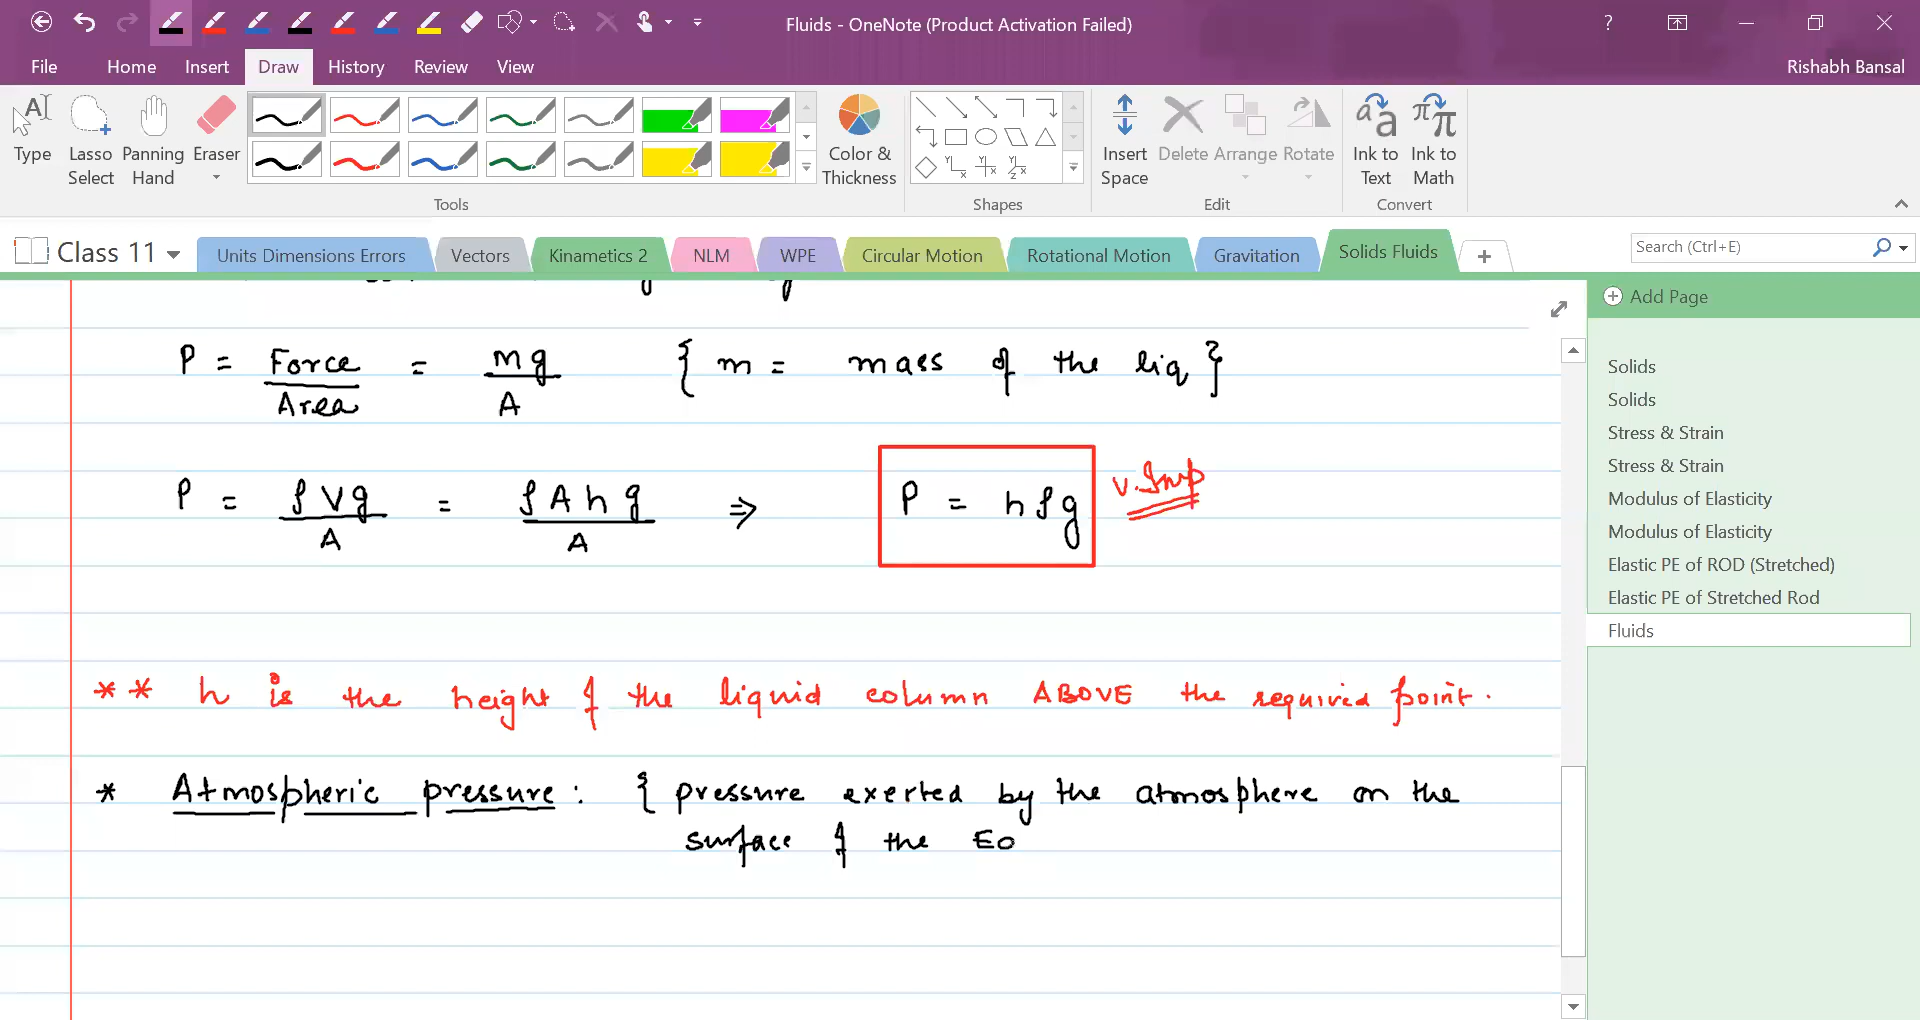 Fluids - OneNote (Product Activation Failed)
?
File Home Insert Draw History Review View
Rishabh Bansal
Type
Lasso Select
Panning Hand
Eraser
Color & Thickness
Insert Space
Delete
Arrange
Rotate
Ink to Text
Ink to Math
Tools
Shapes
Edit
Convert
Class 11
Units Dimensions Errors
Vectors
Kinametics 2
NLM
WPE
Circular Motion
Rotational Motion
Gravitation
Solids Fluids
+
Search (Ctrl+E)
Add Page
Solids
Solids
Stress & Strain
Stress & Strain
Modulus of Elasticity
Modulus of Elasticity
Elastic PE of ROD (Stretched)
Elastic PE of Stretched Rod
Fluids
P = Force/Area = mg/A { m = mass of the liq }
P = ρVg/A = ρAhg/A ⇒ P = hρg v.Imp
** h is the height of the liquid column ABOVE the required point.
* Atmospheric pressure: { pressure exerted by the atmosphere on the
surface of the Ea